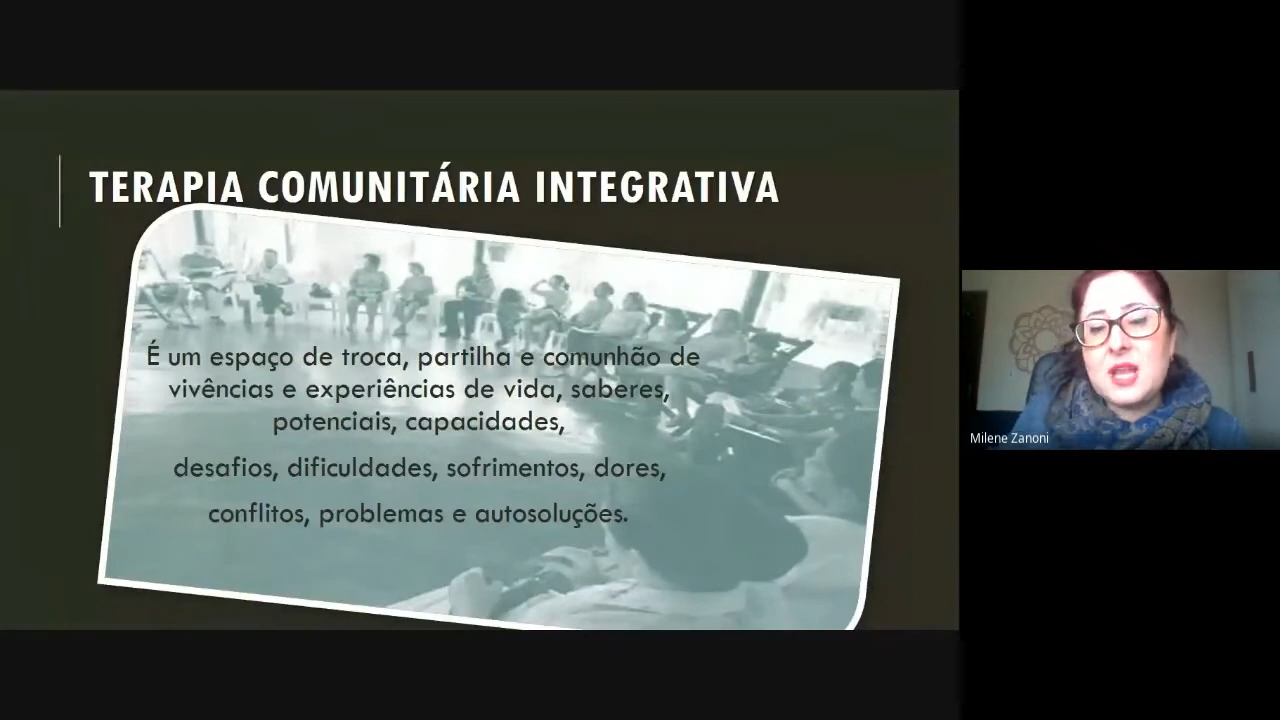 TERAPIA COMUNITÁRIA INTEGRATIVA
É um espaço de troca, partilha e comunhão de
vivências e experiências de vida, saberes,
potenciais, capacidades,
desafios, dificuldades, sofrimentos, dores,
conflitos, problemas e autosoluções.
Milene Zanoni